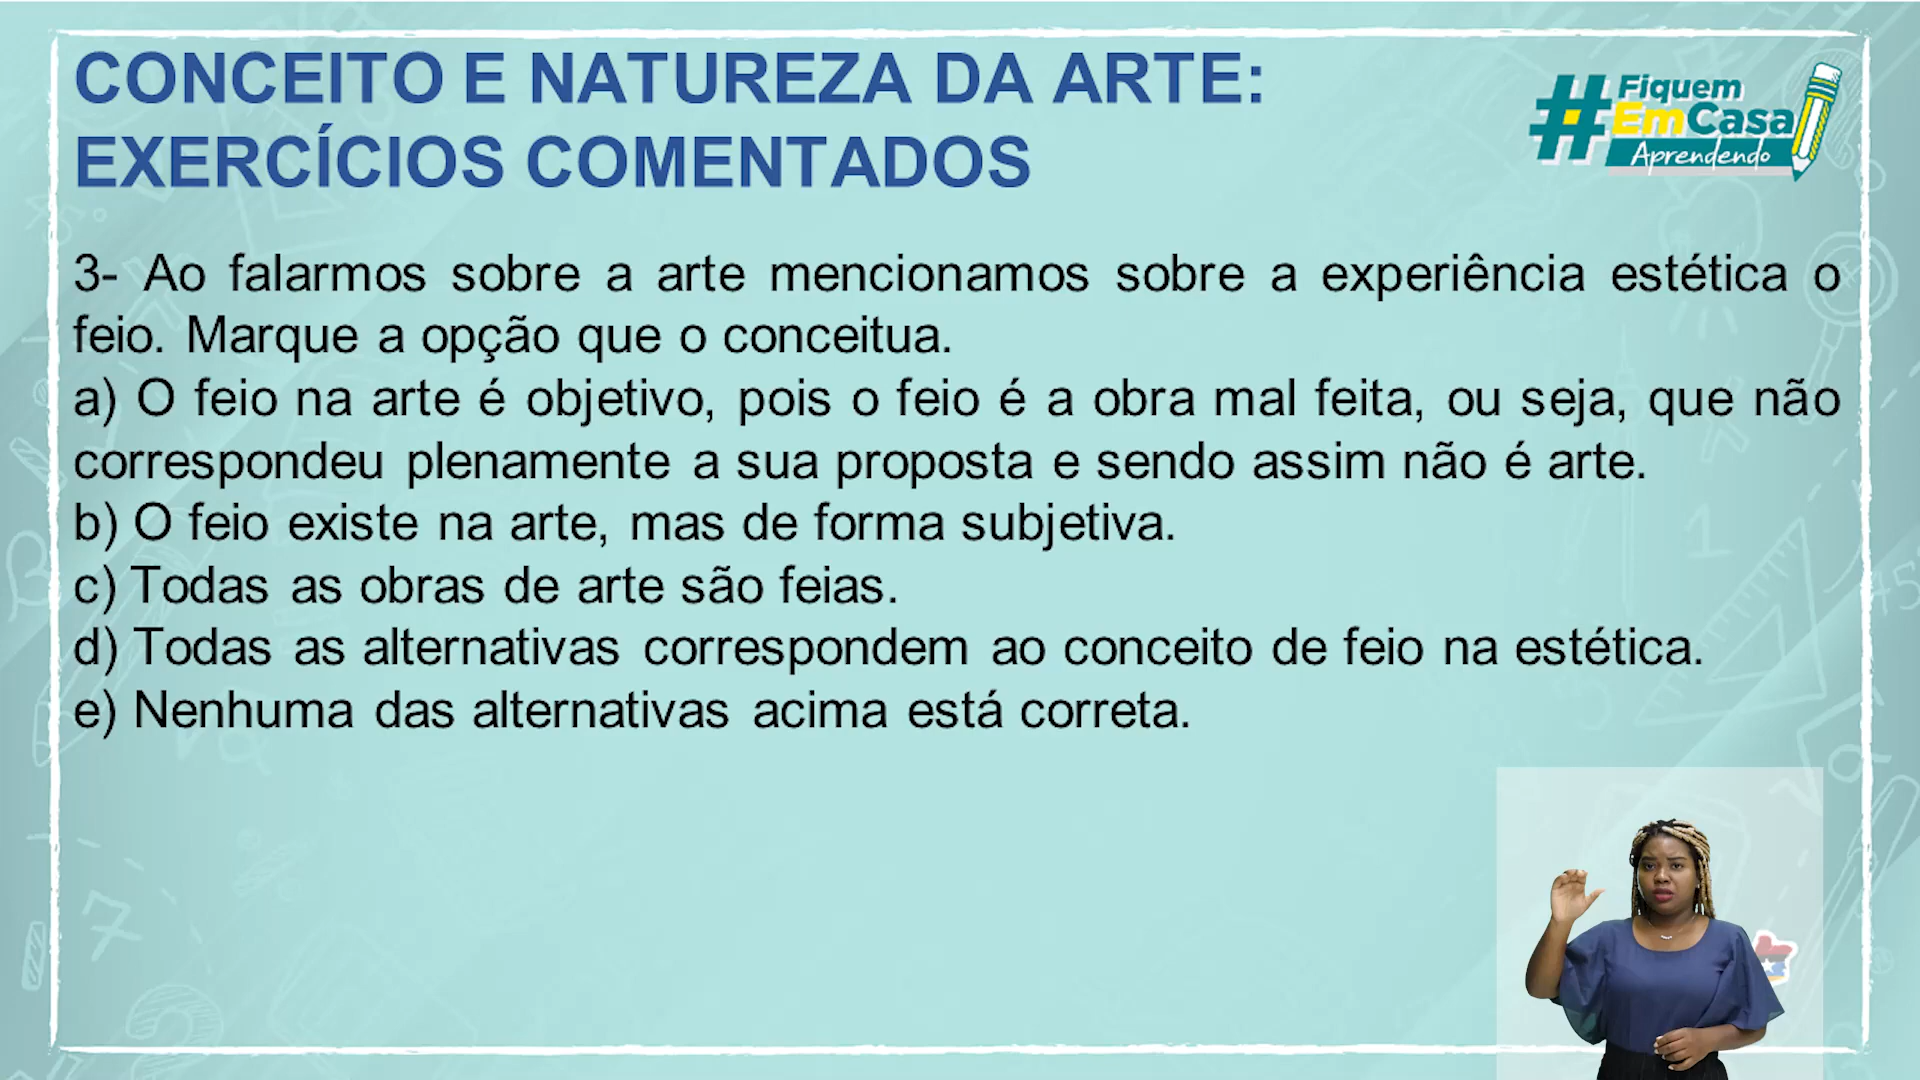 CONCEITO E NATUREZA DA ARTE:
EXERCÍCIOS COMENTADOS
#Fiquem
EmCasa
Aprendendo
3- Ao falarmos sobre a arte mencionamos sobre a experiência estética o
feio. Marque a opção que o conceitua.
a) O feio na arte é objetivo, pois o feio é a obra mal feita, ou seja, que não
correspondeu plenamente a sua proposta e sendo assim não é arte.
b) O feio existe na arte, mas de forma subjetiva.
c) Todas as obras de arte são feias.
d) Todas as alternativas correspondem ao conceito de feio na estética.
e) Nenhuma das alternativas acima está correta.